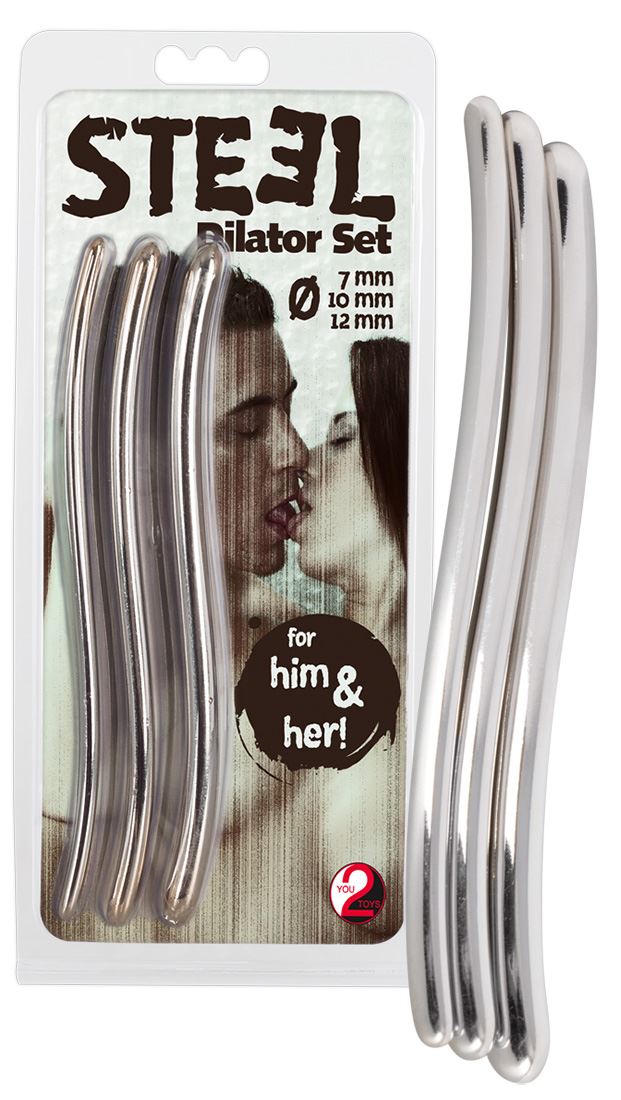 STEEL
Dilator Set
Ø 7 mm
10 mm
12 mm
for
him &
her!
YOU
2
TOYS